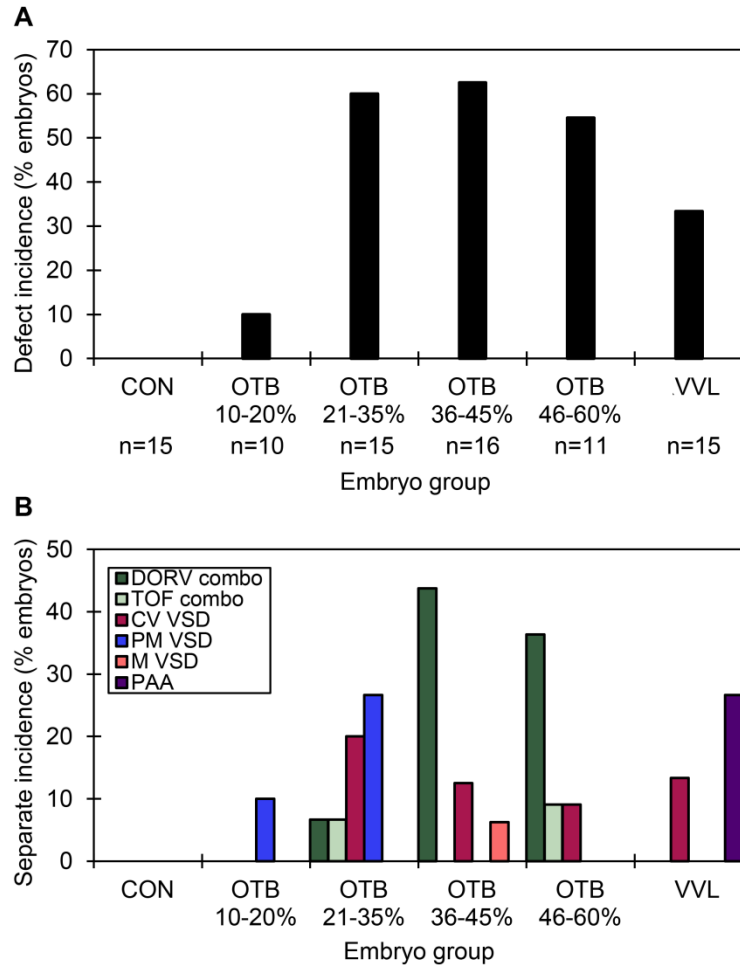 A
Defect incidence (% embryos)
70
60
50
40
30
20
10
0
CON OTB OTB OTB OTB .VVL
10-20% 21-35% 36-45% 46-60%
n=15 n=10 n=15 n=16 n=11 n=15
Embryo group
B
Separate incidence (% embryos)
50
40
30
20
10
0
DORV combo
TOF combo
CV VSD
PM VSD
M VSD
PAA
CON OTB OTB OTB OTB VVL
10-20% 21-35% 36-45% 46-60%
Embryo group